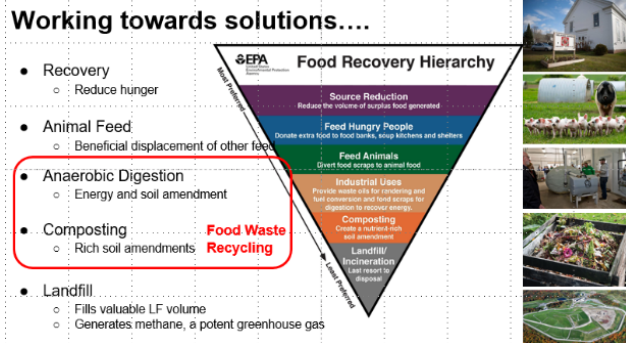 Working towards solutions….
● Recovery
○ Reduce hunger
● Animal Feed
○ Beneficial displacement of other feed
● Anaerobic Digestion
○ Energy and soil amendment
● Composting
○ Rich soil amendments
Food Waste
Recycling
● Landfill
○ Fills valuable LF volume
○ Generates methane, a potent greenhouse gas
EPA
United States
Environmental Protection
Agency
Food Recovery Hierarchy
Most Preferred
Source Reduction
Reduce the volume of surplus food generated
Feed Hungry People
Donate extra food to food banks, soup kitchens and shelters
Feed Animals
Divert food scraps to animal food
Industrial Uses
Provide waste oils for rendering and
fuel conversion and food scraps for
digestion to recover energy.
Composting
Create a nutrient-rich
soil amendment
Landfill/
Incineration
Last resort to
disposal
Least Preferred